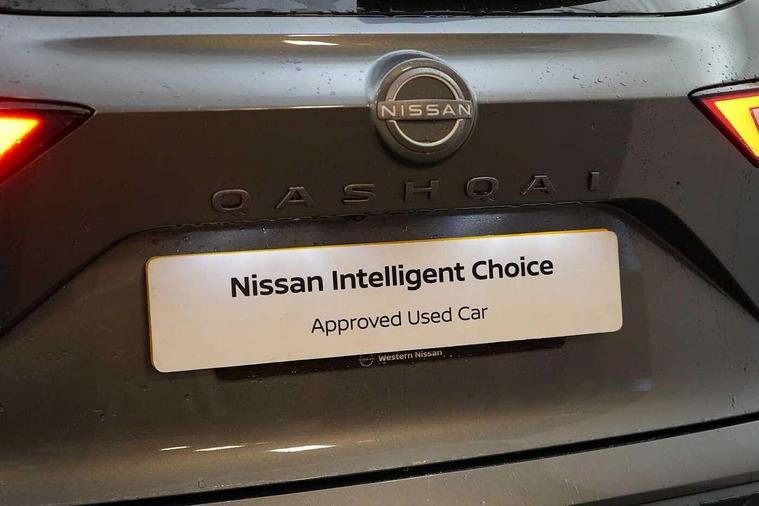 NISSAN
QASHQAI
Nissan Intelligent Choice
Approved Used Car
Western Nissan